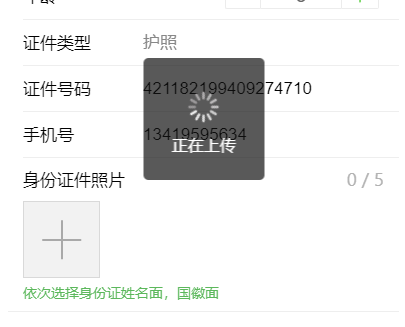 证件类型 护照
证件号码 421182199409274710
手机号 13419595634
正在上传
身份证件照片 0 / 5
依次选择身份证姓名面，国徽面